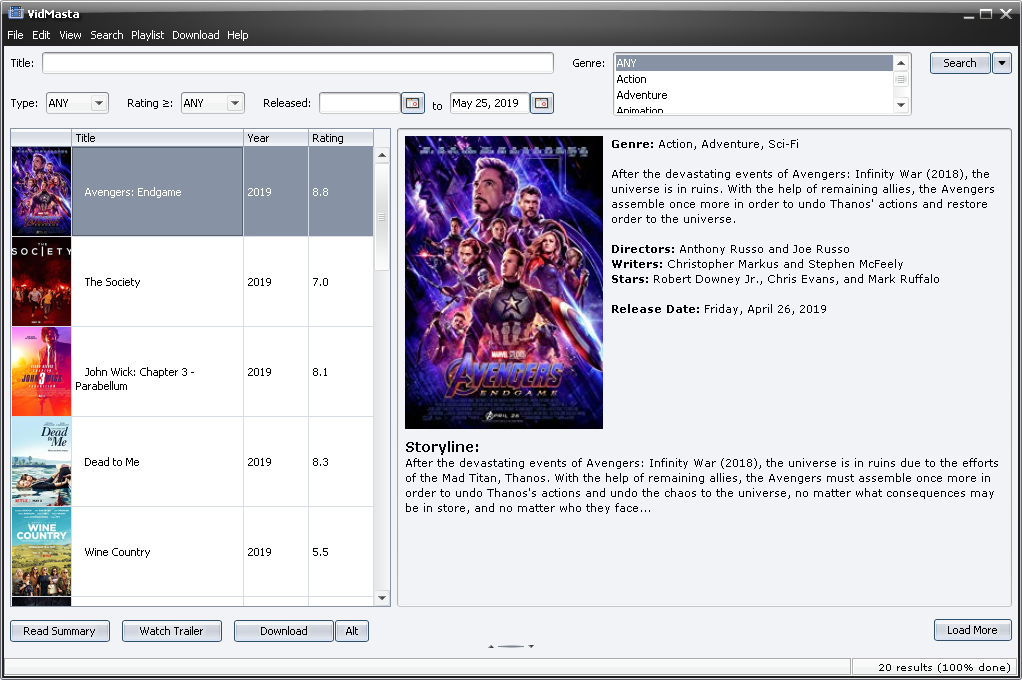 VidMasta
File Edit View Search Playlist Download Help
Title: Genre: ANY Search
Action
Adventure
Animation
Type: ANY Rating ≥: ANY Released: to May 25, 2019
Title Year Rating
Avengers: Endgame 2019 8.8
THE
SOCIETY
The Society 2019 7.0
JOHN WICK
John Wick: Chapter 3 -
Parabellum 2019 8.1
Dead
to Me
Dead to Me 2019 8.3
WINE
COUNTRY
Wine Country 2019 5.5
MARVEL STUDIOS
AVENGERS
ENDGAME
APRIL 26
Genre: Action, Adventure, Sci-Fi
After the devastating events of Avengers: Infinity War (2018), the
universe is in ruins. With the help of remaining allies, the Avengers
assemble once more in order to undo Thanos' actions and restore
order to the universe.
Directors: Anthony Russo and Joe Russo
Writers: Christopher Markus and Stephen McFeely
Stars: Robert Downey Jr., Chris Evans, and Mark Ruffalo
Release Date: Friday, April 26, 2019
Storyline:
After the devastating events of Avengers: Infinity War (2018), the universe is in ruins due to the efforts
of the Mad Titan, Thanos. With the help of remaining allies, the Avengers must assemble once more in
order to undo Thanos's actions and undo the chaos to the universe, no matter what consequences may
be in store, and no matter who they face...
Read Summary Watch Trailer Download Alt Load More
20 results (100% done)